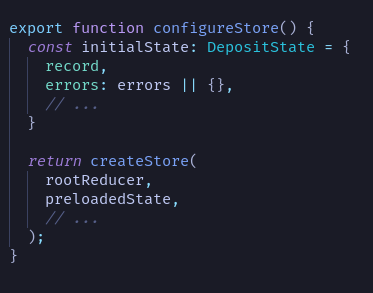 export function configureStore() {
  const initialState: DepositState = {
    record,
    errors: errors || {},
    // ...
  }

  return createStore(
    rootReducer,
    preloadedState,
    // ...
  );
}